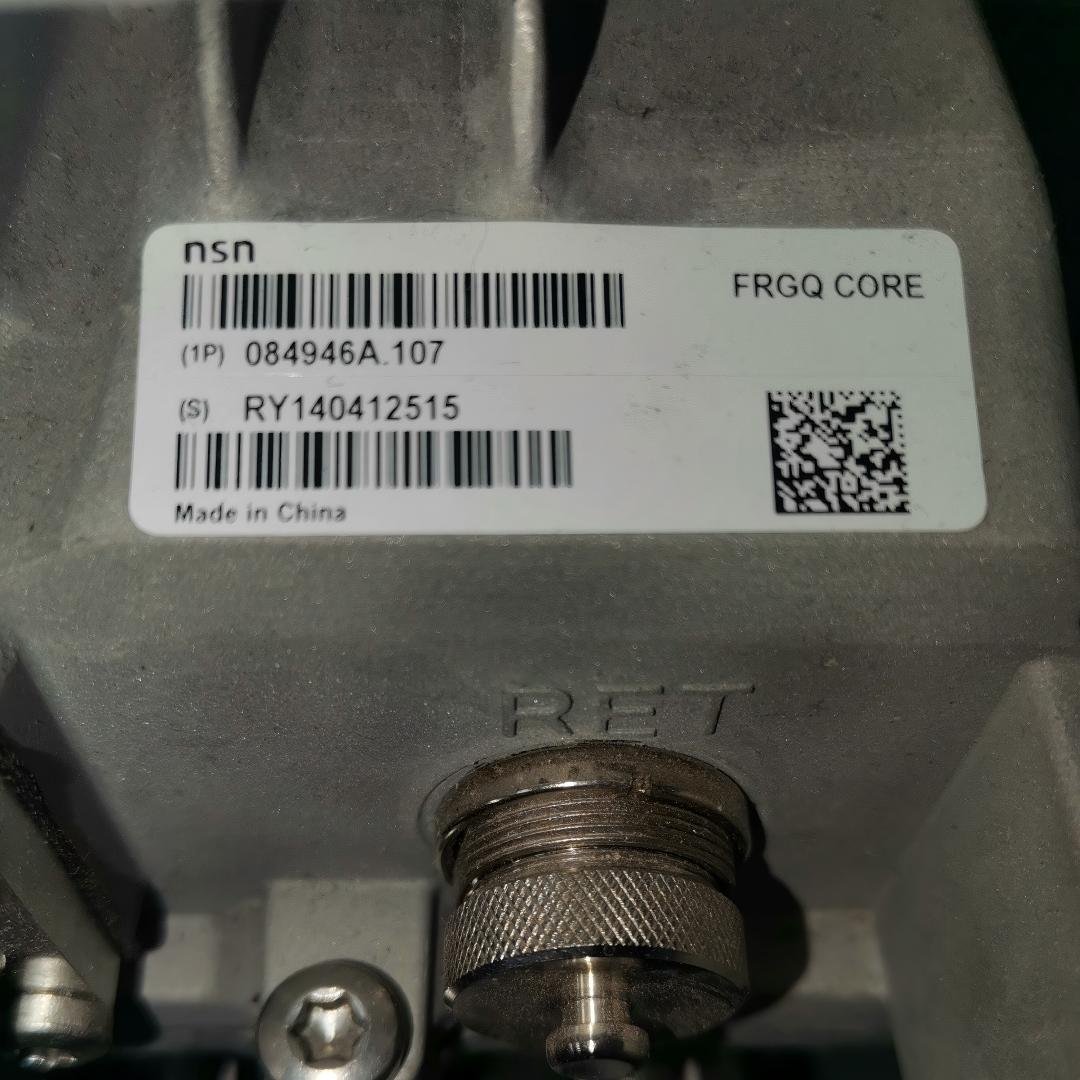 nsn
FRGQ CORE
(1P) 084946A.107
(S) RY140412515
Made in China
RET